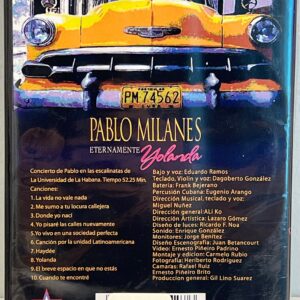 PM·74562
PABLO MILANES
ETERNAMENTE
Yolanda
Concierto de Pablo en las escalinatas de
La Universidad de La Habana. Tiempo 52.25 Min.
Canciones:
1. La vida no vale nada
2. Me sumo a tu locura callejera
3. Donde yo nací
4. Yo pisaré las calles nuevamente
5. Yo vivo en una sociedad perfecta
6. Canción por la unidad Latinoamericana
7. Haydée
8. Yolanda
9. El breve espacio en que no estás
10. Cuando te encontré
Bajo y voz: Eduardo Ramos
Teclado, Violin y voz: Dagoberto González
Batería: Frank Bejerano
Percusión Cubana: Eugenio Arango
Dirección Musical, teclado y voz:
Miguel Nuñez
Dirección general: ALi Ko
Dirección Artística: Lázaro Gómez
Diseño de luces: Ricardo F. Noa
Sonido: Enrique González
Monitores: Jorge Benítez
Diseño Escenografía: Juan Betancourt
Video: Ernesto Piñeiro Padrino
Montaje y edicion: Carmelo Rubio
Fotografía: Heriberto Rodríguez
Camaras: Rafael Ruiz
Ernesto Piñeiro Brito
Produccion general: Gil Lino Suarez